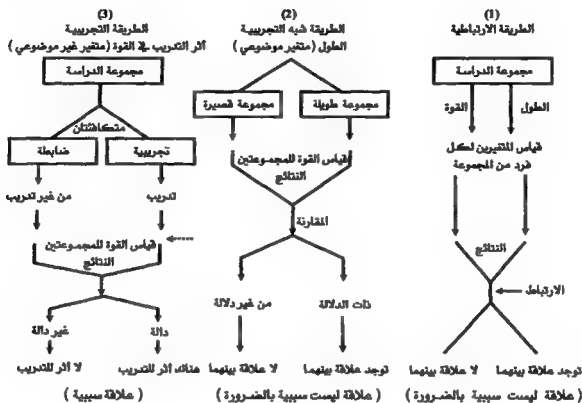 (1)
الطريقة الارتباطية
مجموعة الدراسة
الطول
القوة
قياس المتغيرين لكل
فرد من المجموعة
النتائج
الارتباط
توجد علاقة بينهما
لا علاقة بينهما
(علاقة ليست سببية بالضرورة)
(2)
الطريقة شبه التجريبية
الطول (متغير موضوعي)
مجموعة طويلة
مجموعة قصيرة
قياس القوة للمجموعتين
النتائج
المقارنة
ذات الدلالة
من غير دلالة
توجد علاقة بينهما
لا علاقة بينهما
(علاقة ليست سببية بالضرورة)
(3)
الطريقة التجريبية
أثر التدريب في القوة (متغير غير موضوعي)
مجموعة الدراسة
متكافئتان
تجريبية
ضابطة
تدريب
من غير تدريب
قياس القوة للمجموعتين
النتائج
دالة
غير دالة
هناك أثر للتدريب
لا أثر للتدريب
(علاقة سببية)